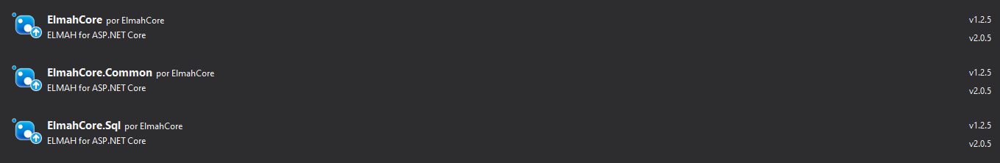 ElmahCore por ElmahCore v1.2.5
ELMAH for ASP.NET Core v2.0.5
ElmahCore.Common por ElmahCore v1.2.5
ELMAH for ASP.NET Core v2.0.5
ElmahCore.Sql por ElmahCore v1.2.5
ELMAH for ASP.NET Core v2.0.5